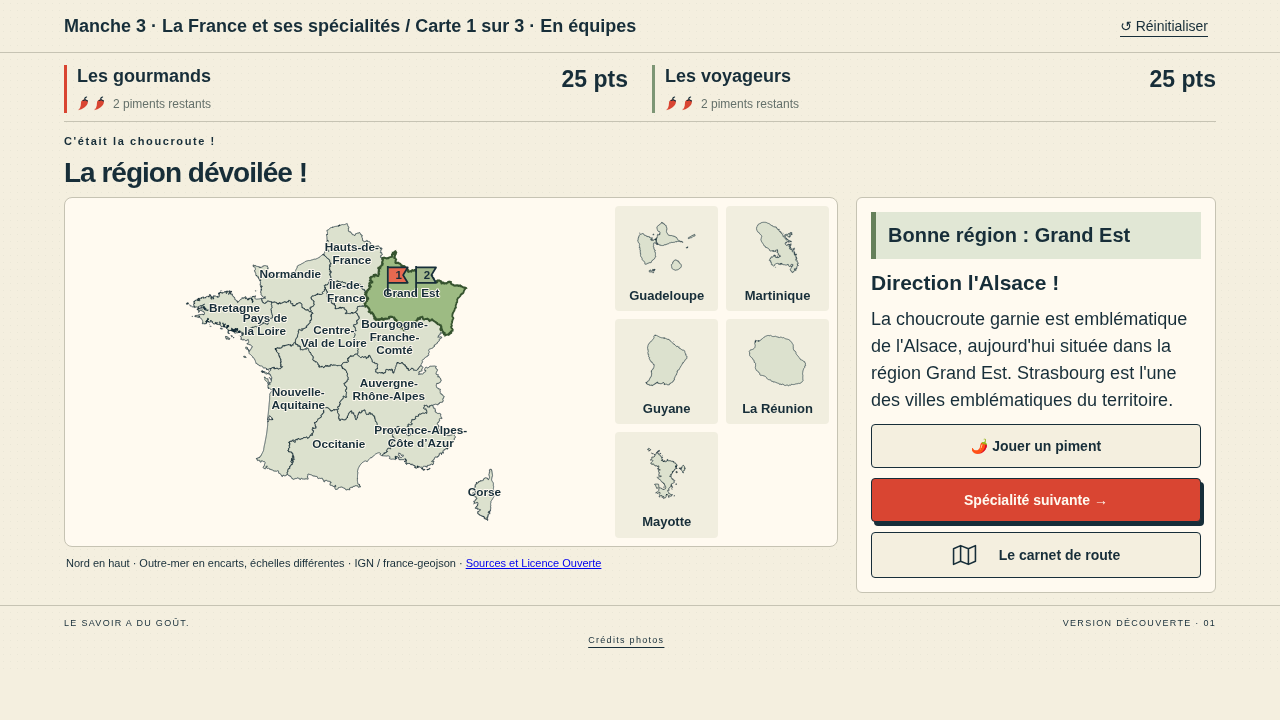 Manche 3 · La France et ses spécialités / Carte 1 sur 3 · En équipes
↺ Réinitialiser
Les gourmands
25 pts
2 piments restants
Les voyageurs
25 pts
2 piments restants
C'était la choucroute !
La région dévoilée !
Hauts-de-
France
Normandie
Île-de-
France
1
2
Grand Est
Bretagne
Pays de
la Loire
Centre-
Val de Loire
Bourgogne-
Franche-
Comté
Nouvelle-
Aquitaine
Auvergne-
Rhône-Alpes
Occitanie
Provence-Alpes-
Côte d'Azur
Corse
Guadeloupe
Martinique
Guyane
La Réunion
Mayotte
Nord en haut · Outre-mer en encarts, échelles différentes · IGN / france-geojson · Sources et Licence Ouverte
Bonne région : Grand Est
Direction l'Alsace !
La choucroute garnie est emblématique
de l'Alsace, aujourd'hui située dans la
région Grand Est. Strasbourg est l'une
des villes emblématiques du territoire.
🌶️ Jouer un piment
Spécialité suivante →
Le carnet de route
LE SAVOIR A DU GOÛT.
VERSION DÉCOUVERTE · 01
Crédits photos